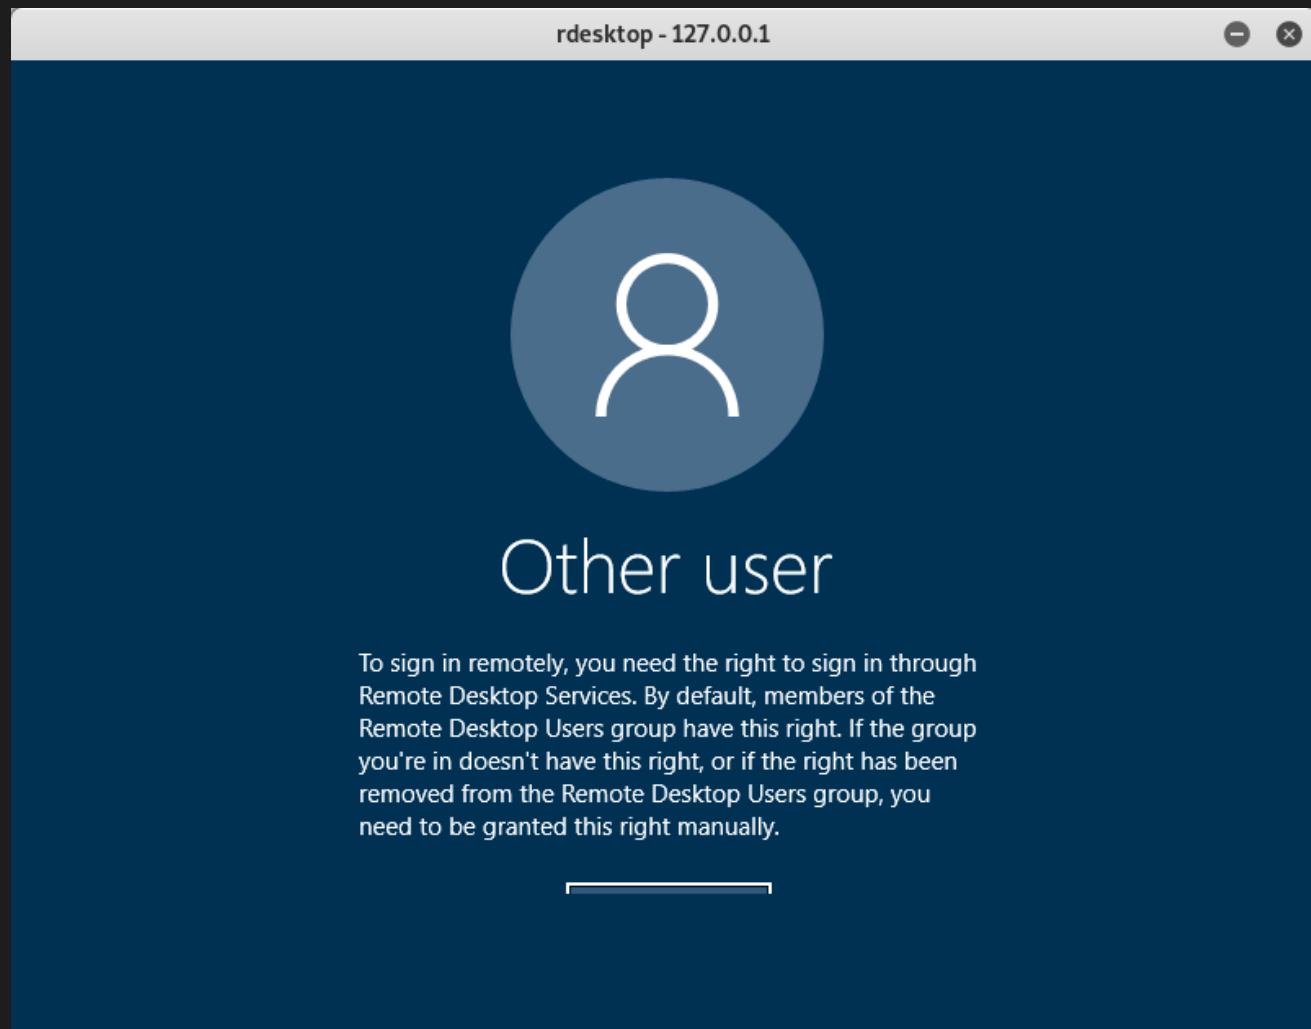 rdesktop - 127.0.0.1
Other user
To sign in remotely, you need the right to sign in through
Remote Desktop Services. By default, members of the
Remote Desktop Users group have this right. If the group
you're in doesn't have this right, or if the right has been
removed from the Remote Desktop Users group, you
need to be granted this right manually.